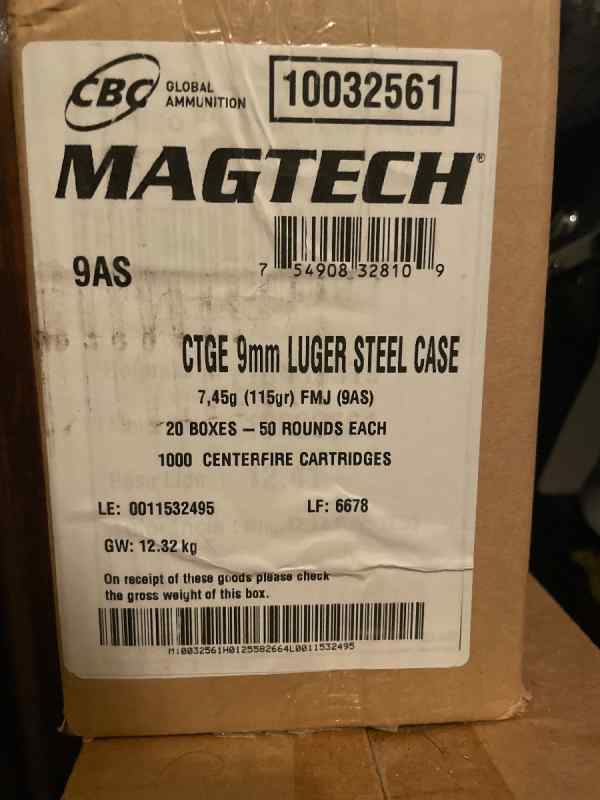 CBC GLOBAL AMMUNITION
10032561
MAGTECH®
9AS
7 54908 32810 9
CTGE 9mm LUGER STEEL CASE
7,45g (115gr) FMJ (9AS)
20 BOXES – 50 ROUNDS EACH
1000 CENTERFIRE CARTRIDGES
LE: 0011532495 LF: 6678
GW: 12.32 kg
On receipt of these goods please check
the gross weight of this box.
M10032561H0125582664L0011532495